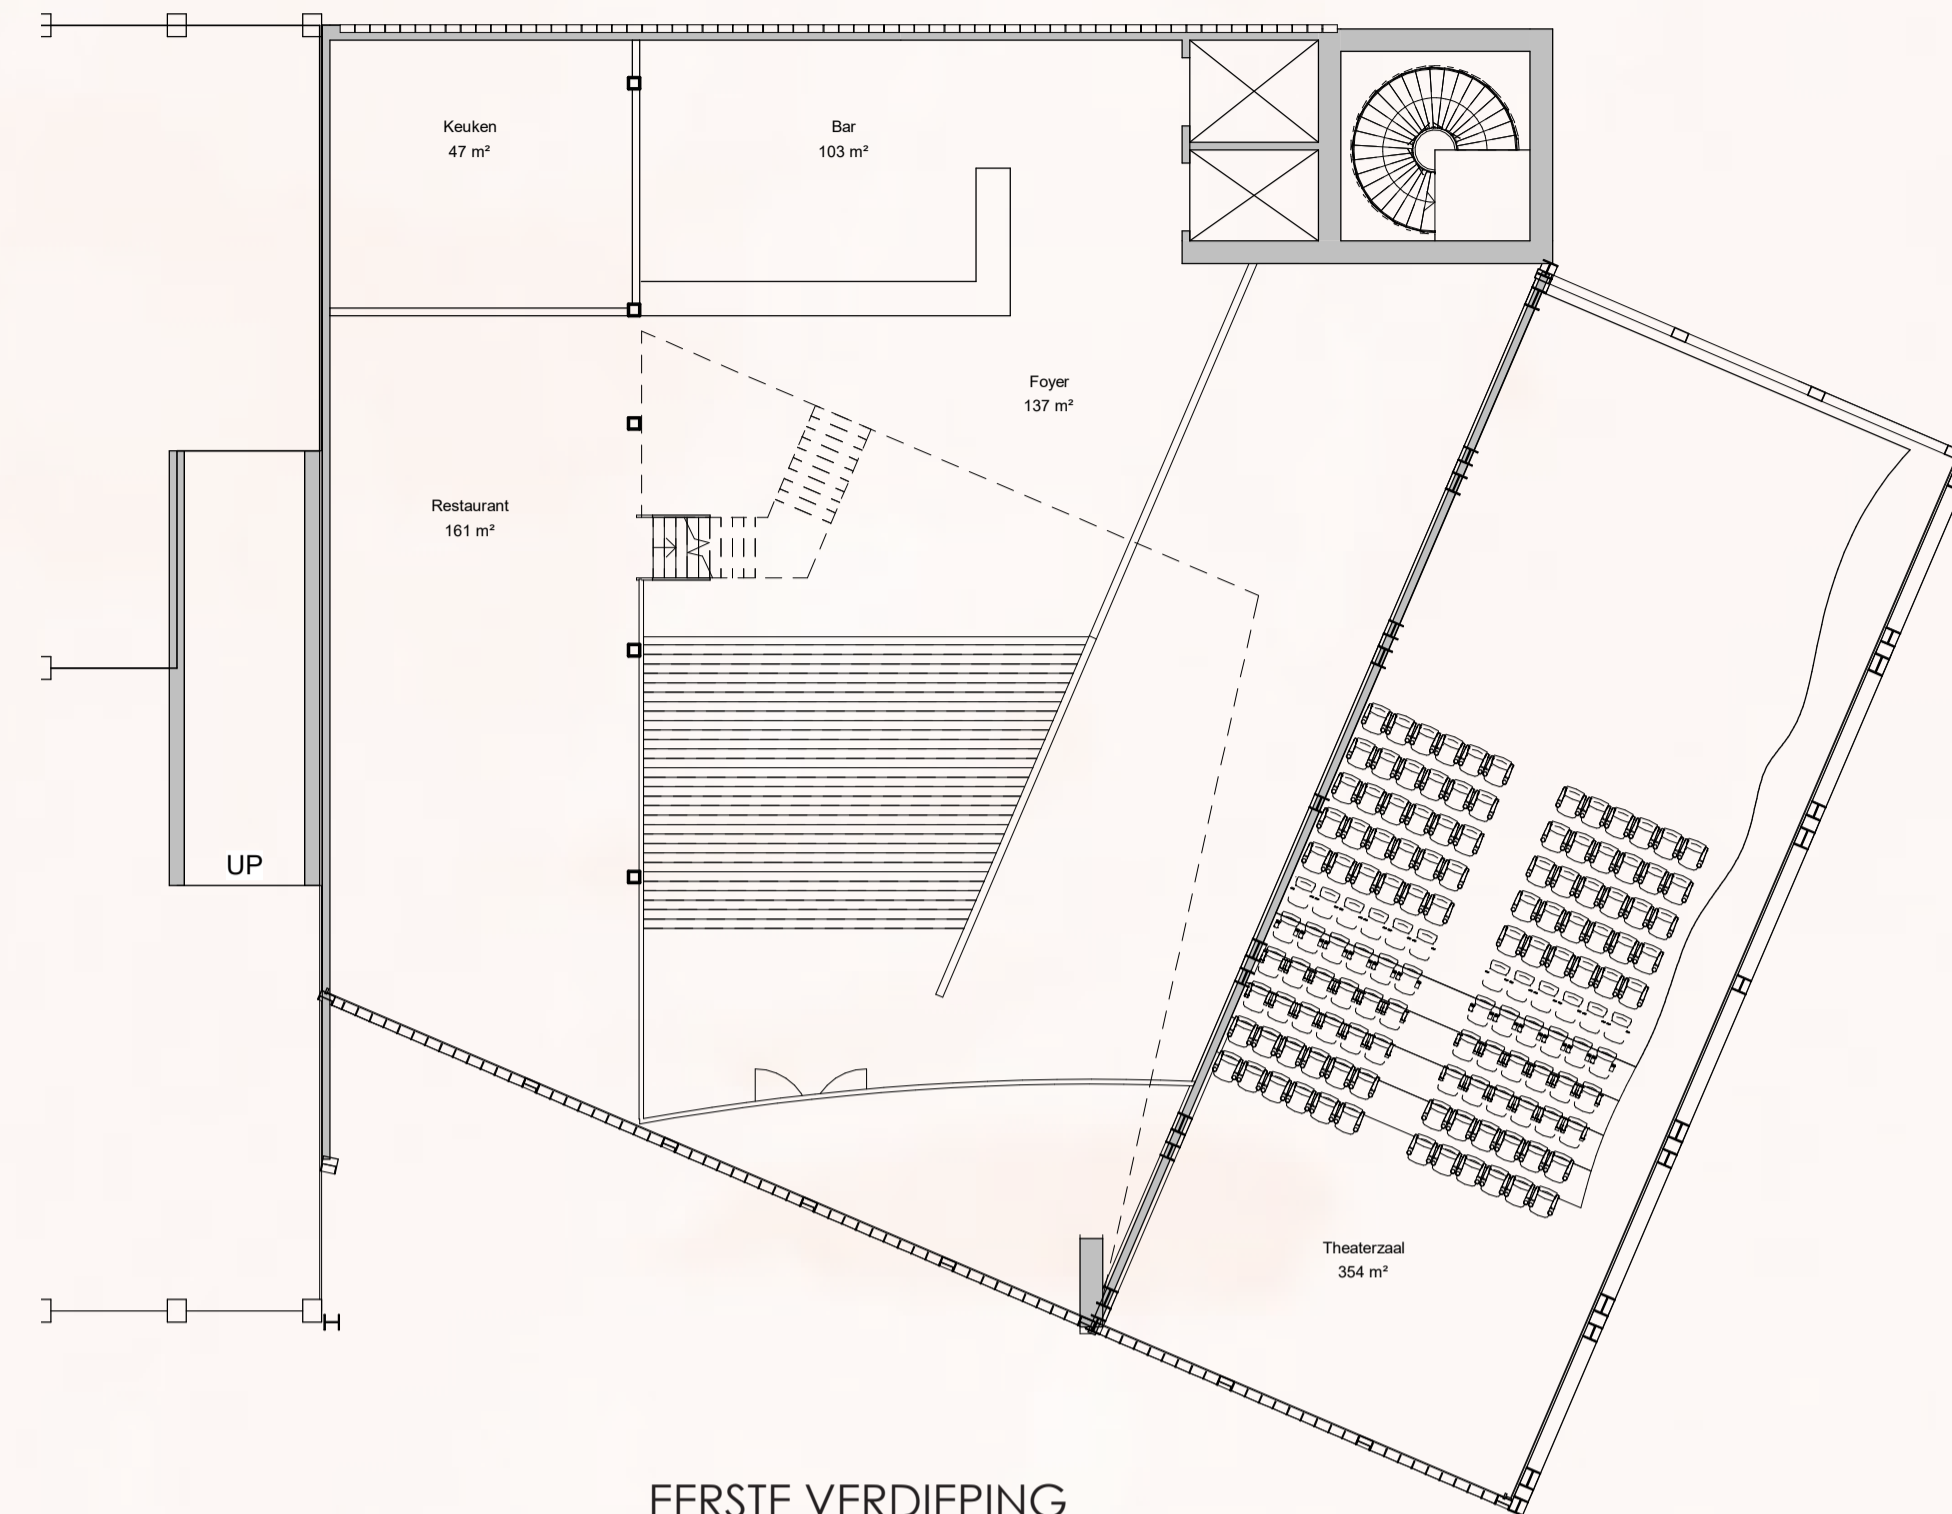 Keuken
47 m²
Bar
103 m²
Foyer
137 m²
Restaurant
161 m²
UP
Theaterzaal
354 m²
EERSTE VERDIEPING